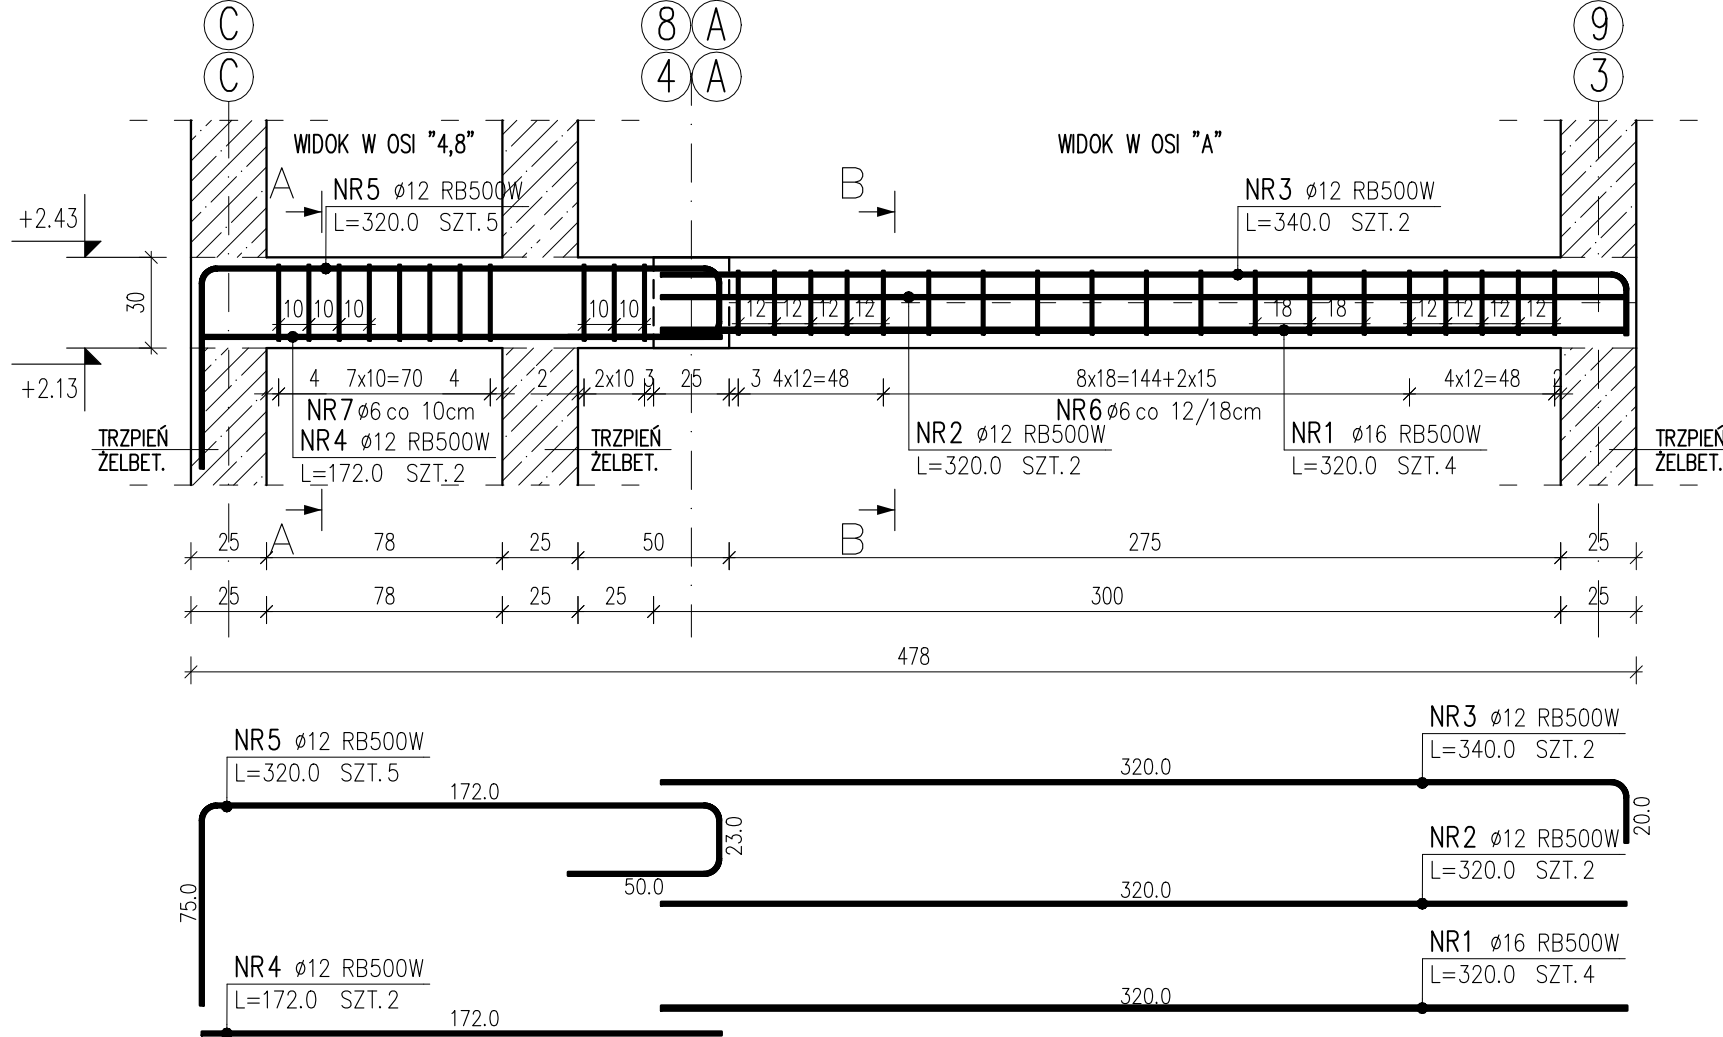 C
8 A
9
C
4 A
3
WIDOK W OSI "4,8"
WIDOK W OSI "A"
A
B
NR5 ø12 RB500W
L=320.0 SZT.5
NR3 ø12 RB500W
L=340.0 SZT.2
+2.43
30
+2.13
10 10 10
10 10
12 12 12 12
18 18
12 12 12 12
4 7x10=70 4
2
2x10 3 25
3 4x12=48
8x18=144+2x15
4x12=48
2
NR7 ø6 co 10cm
NR6 ø6 co 12/18cm
NR4 ø12 RB500W
L=172.0 SZT.2
NR2 ø12 RB500W
L=320.0 SZT.2
NR1 ø16 RB500W
L=320.0 SZT.4
TRZPIEŃ
ŻELBET.
TRZPIEŃ
ŻELBET.
TRZPIEŃ
ŻELBET.
A
B
25 78 25 50 275 25
25 78 25 25 300 25
478
NR5 ø12 RB500W
L=320.0 SZT.5
172.0
23.0
50.0
75.0
NR4 ø12 RB500W
L=172.0 SZT.2
172.0
NR3 ø12 RB500W
L=340.0 SZT.2
320.0
20.0
NR2 ø12 RB500W
L=320.0 SZT.2
320.0
NR1 ø16 RB500W
L=320.0 SZT.4
320.0